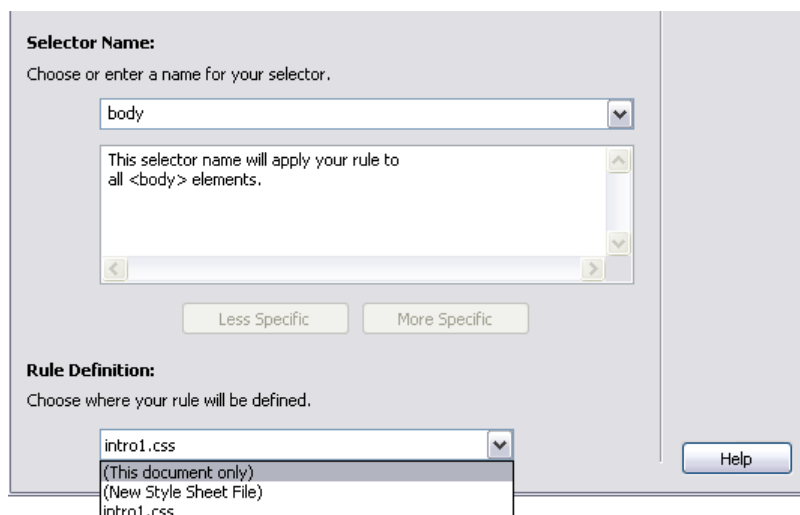 Selector Name:
Choose or enter a name for your selector.
body
This selector name will apply your rule to
all <body> elements.
Less Specific
More Specific
Rule Definition:
Choose where your rule will be defined.
intro1.css
Help
(This document only)
(New Style Sheet File)
intro1.css